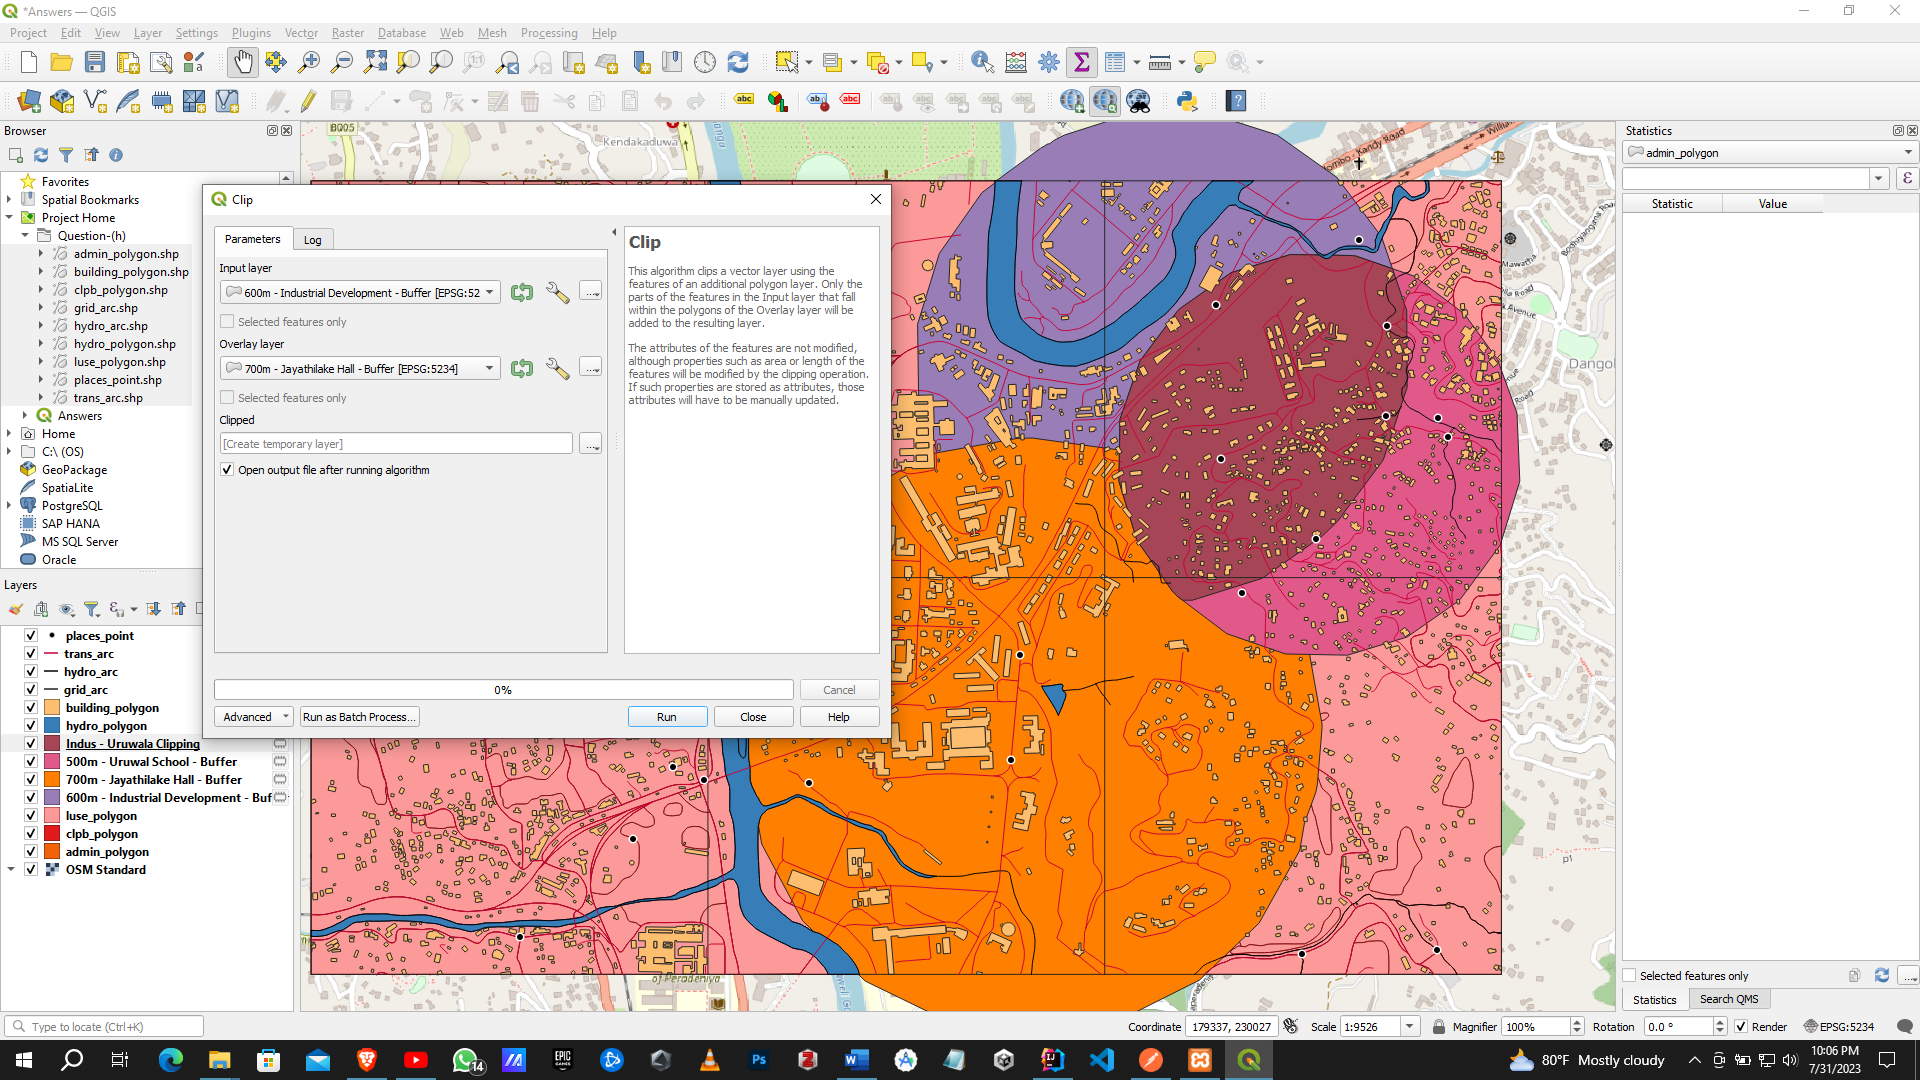 *Answers — QGIS
Project Edit View Layer Settings Plugins Vector Raster Database Web Mesh Processing Help
Browser
Favorites
Spatial Bookmarks
Project Home
Question-(h)
admin_polygon.shp
building_polygon.shp
clpb_polygon.shp
grid_arc.shp
hydro_arc.shp
hydro_polygon.shp
luse_polygon.shp
places_point.shp
trans_arc.shp
Answers
Home
C:\ (OS)
GeoPackage
SpatiaLite
PostgreSQL
SAP HANA
MS SQL Server
Oracle
Layers
places_point
trans_arc
hydro_arc
grid_arc
building_polygon
hydro_polygon
Indus - Uruwala Clipping
500m - Uruwal School - Buffer
700m - Jayathilake Hall - Buffer
600m - Industrial Development - Buf
luse_polygon
clpb_polygon
admin_polygon
OSM Standard
Clip
Parameters Log
Input layer
600m - Industrial Development - Buffer [EPSG:52
Selected features only
Overlay layer
700m - Jayathilake Hall - Buffer [EPSG:5234]
Selected features only
Clipped
[Create temporary layer]
Open output file after running algorithm
Clip
This algorithm clips a vector layer using the
features of an additional polygon layer. Only the
parts of the features in the Input layer that fall
within the polygons of the Overlay layer will be
added to the resulting layer.
The attributes of the features are not modified,
although properties such as area or length of the
features will be modified by the clipping operation.
If such properties are stored as attributes, those
attributes will have to be manually updated.
0%
Cancel
Advanced Run as Batch Process... Run Close Help
B005
Kendakaduwa
Mawatha
Dangol
of Peradeniya
p1
Statistics
admin_polygon
ε
Statistic Value
Selected features only
Statistics Search QMS
Type to locate (Ctrl+K)
Coordinate 179337, 230027 Scale 1:9526 Magnifier 100% Rotation 0.0 ° Render EPSG:5234
14
80°F Mostly cloudy
10:06 PM
7/31/2023